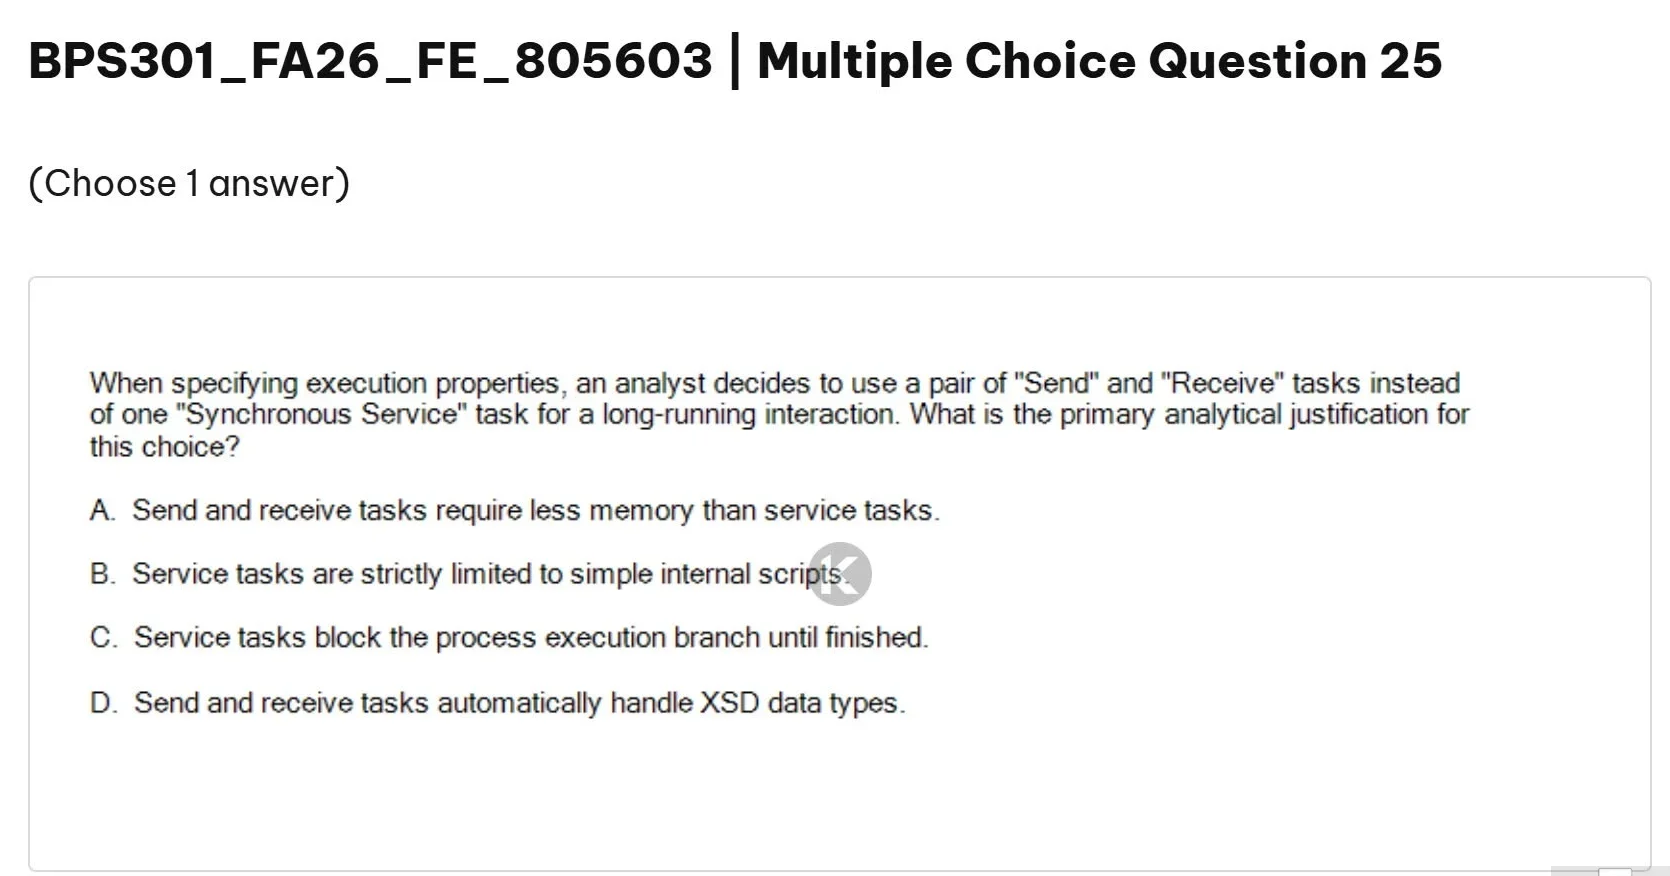 BPS301_FA26_FE_805603 | Multiple Choice Question 25
(Choose 1 answer)
When specifying execution properties, an analyst decides to use a pair of "Send" and "Receive" tasks instead
of one "Synchronous Service" task for a long-running interaction. What is the primary analytical justification for
this choice?
A. Send and receive tasks require less memory than service tasks.
B. Service tasks are strictly limited to simple internal scripts.
K
C. Service tasks block the process execution branch until finished.
D. Send and receive tasks automatically handle XSD data types.